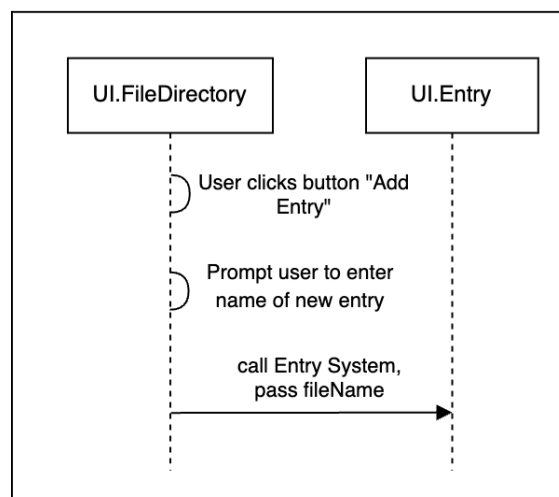 UI.FileDirectory
UI.Entry
User clicks button "Add
Entry"
Prompt user to enter
name of new entry
call Entry System,
pass fileName